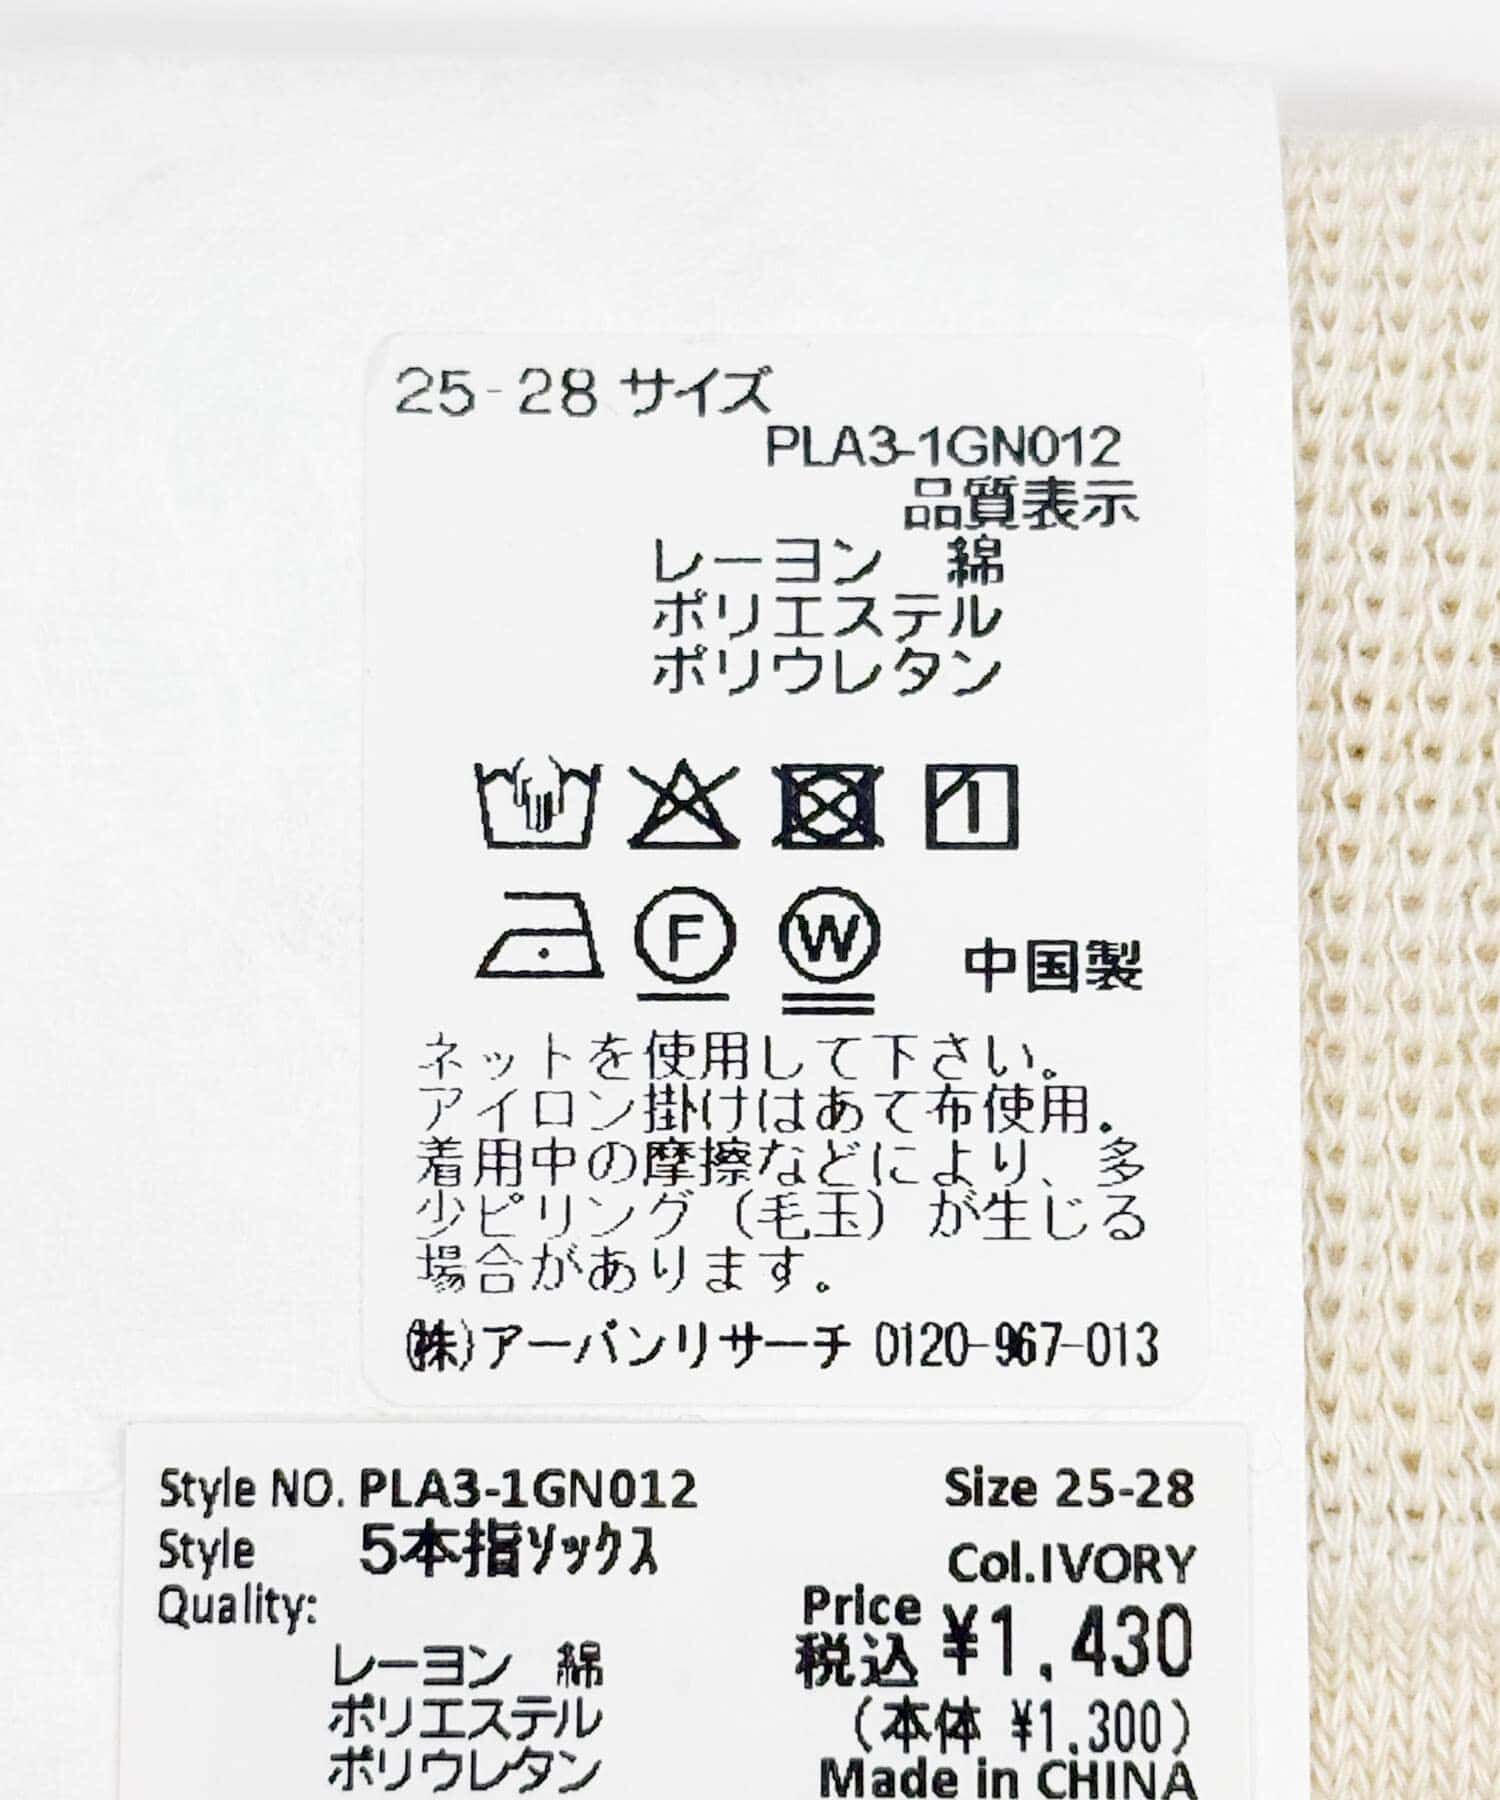 25-28 サイズ
PLA3-1GN012
品質表示
レーヨン 綿
ポリエステル
ポリウレタン
F W 中国製
ネットを使用して下さい。
アイロン掛けはあて布使用。
着用中の摩擦などにより、多
少ピリング（毛玉）が生じる
場合があります。
(株)アーバンリサーチ 0120-967-013
Style NO. PLA3-1GN012 Size 25-28
Style 5本指ソックス Col.IVORY
Quality: Price
税込 ¥1,430
レーヨン 綿
ポリエステル (本体 ¥1,300)
ポリウレタン Made in CHINA